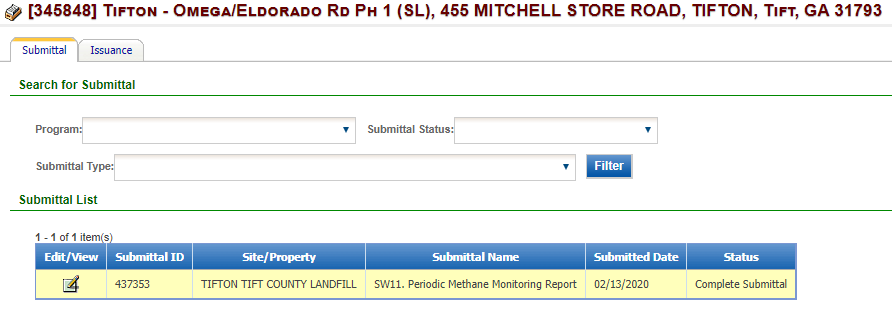 [345848] Tifton - Omega/Eldorado Rd Ph 1 (SL), 455 MITCHELL STORE ROAD, TIFTON, Tift, GA 31793
Submittal Issuance
Search for Submittal
Program: Submittal Status:
Submittal Type: Filter
Submittal List
1 - 1 of 1 item(s)
Edit/View Submittal ID Site/Property Submittal Name Submitted Date Status
437353 TIFTON TIFT COUNTY LANDFILL SW11. Periodic Methane Monitoring Report 02/13/2020 Complete Submittal